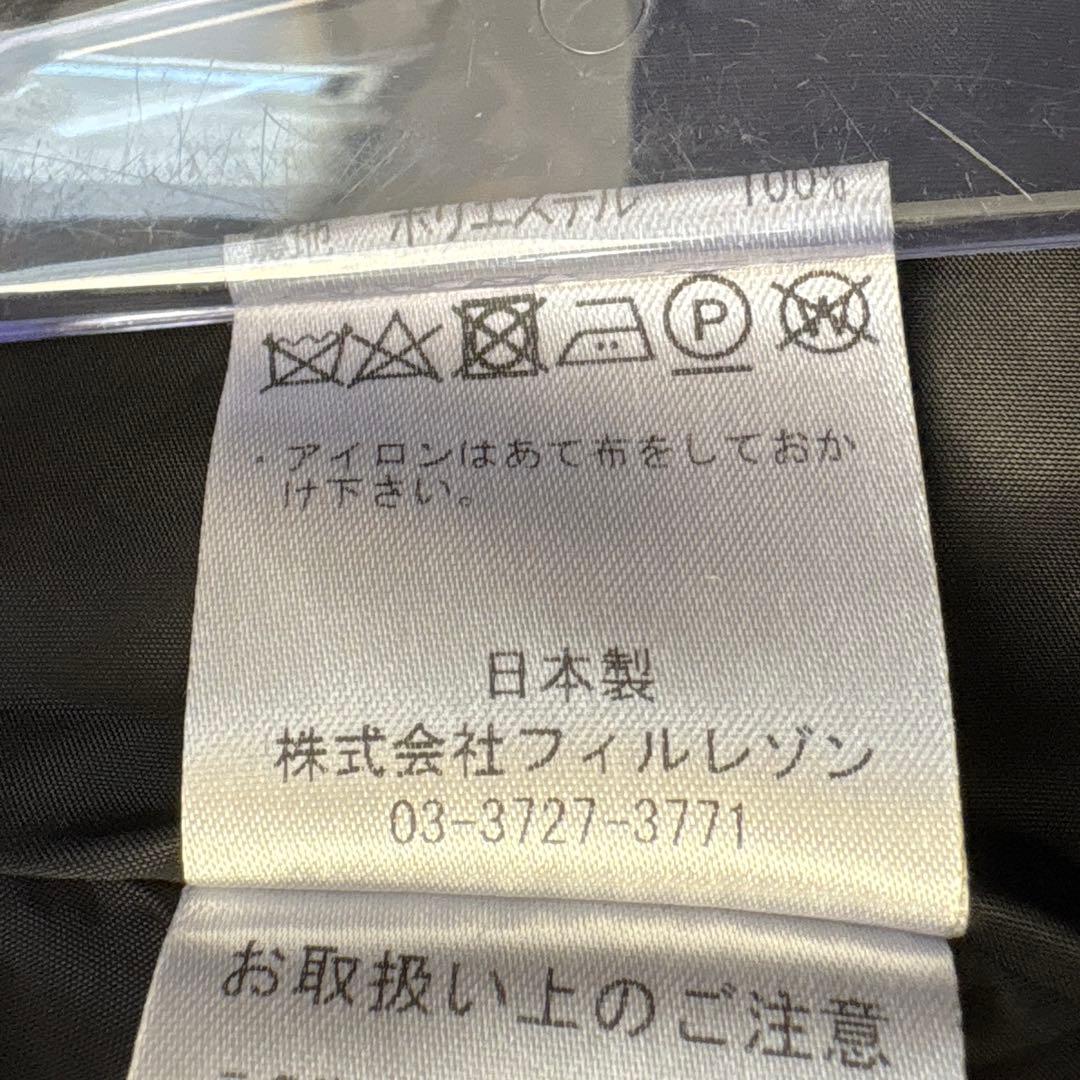 ポリエステル 100%
P
W
・アイロンはあて布をしておか
け下さい。
日本製
株式会社フィルレゾン
03-3727-3771
お取扱い上のご注意